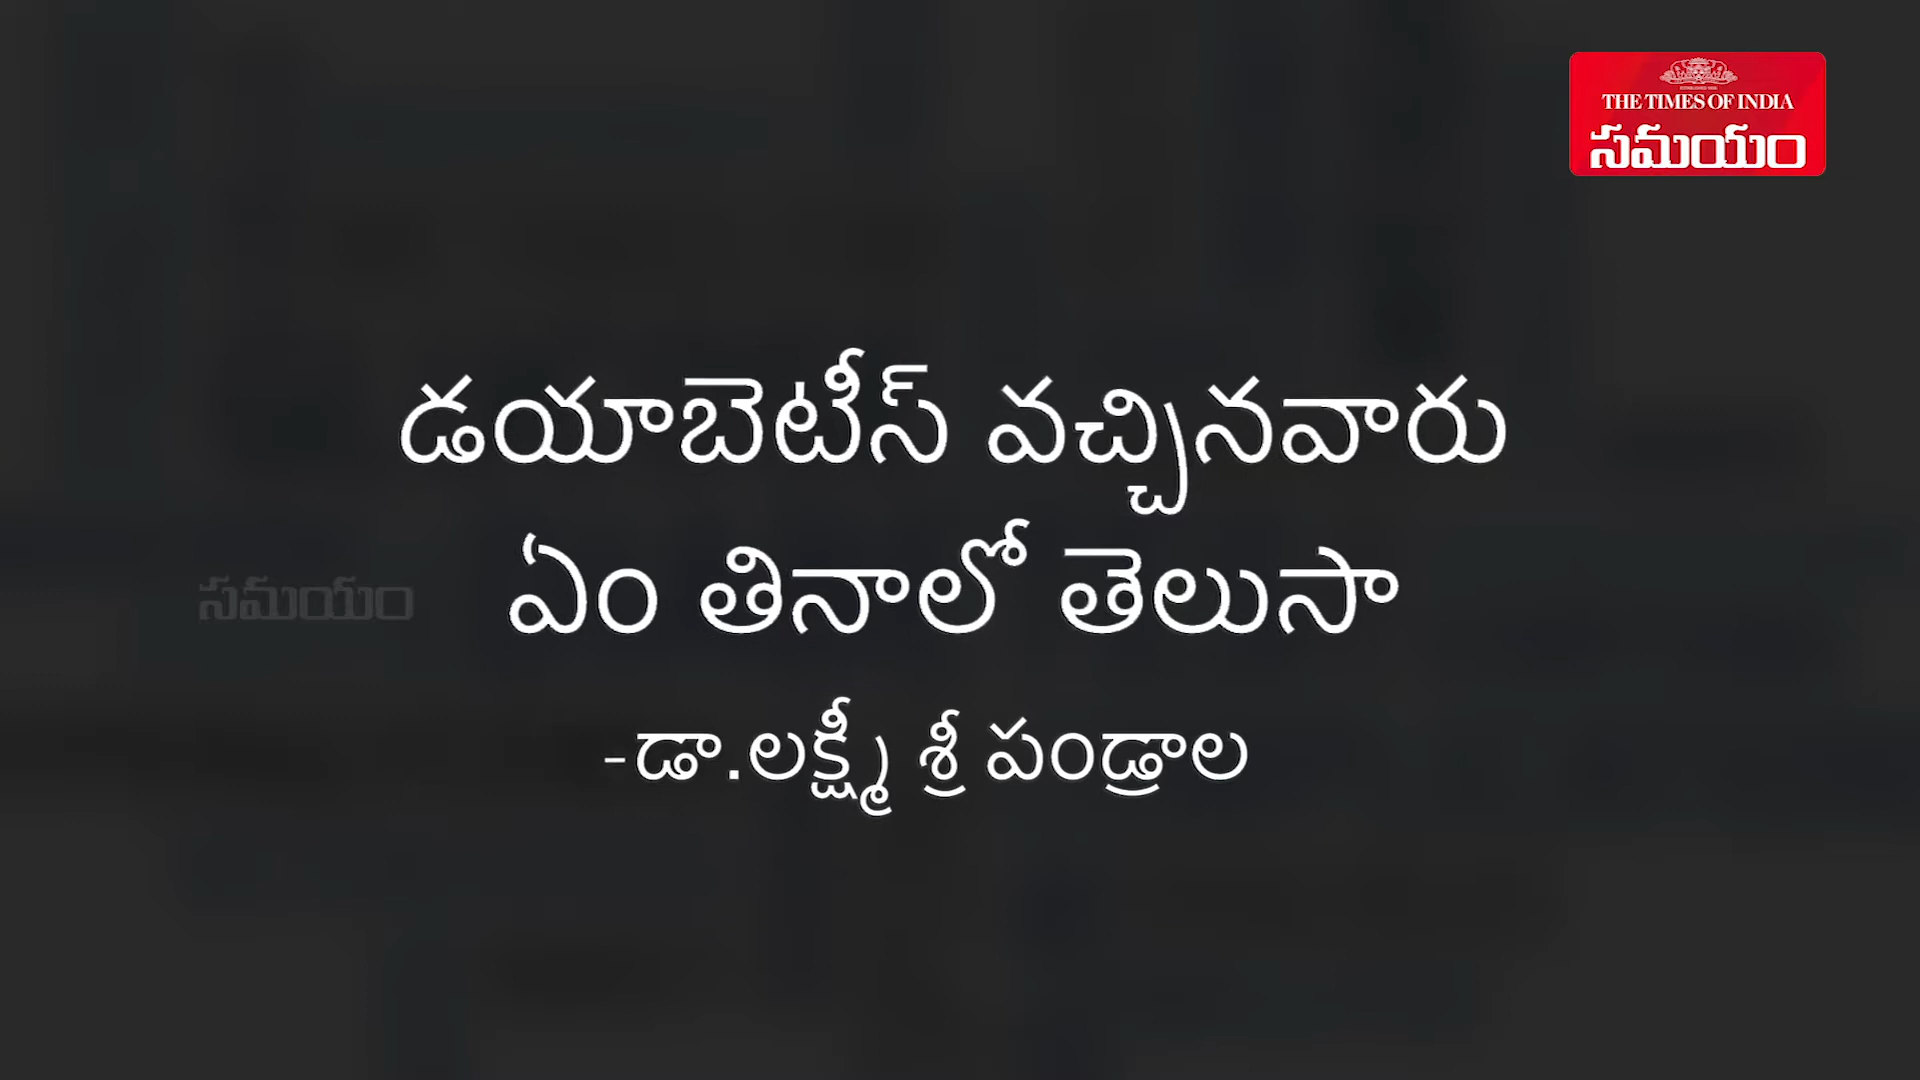 THE TIMES OF INDIA
సమయం
డయాబెటీస్ వచ్చినవారు
ఏం తినాలో తెలుసా
సమయం
-డా.లక్ష్మీ శ్రీ పండ్రాల